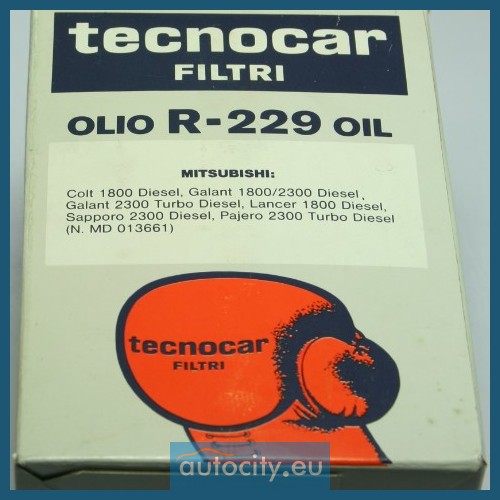 tecnocar
FILTRI
OLIO R-229 OIL
MITSUBISHI:
Colt 1800 Diesel, Galant 1800/2300 Diesel,
Galant 2300 Turbo Diesel, Lancer 1800 Diesel,
Sapporo 2300 Diesel, Pajero 2300 Turbo Diesel
(N. MD 013661)
tecnocar
FILTRI
autocity.eu